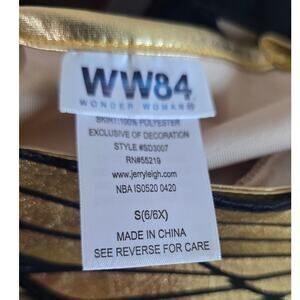 WW84
WONDER WOMAN
SKIRT: 100% POLYESTER
EXCLUSIVE OF DECORATION
STYLE #SD3007
RN#55219
www.jerryleigh.com
NBA IS0520 0420
S(6/6X)
MADE IN CHINA
SEE REVERSE FOR CARE